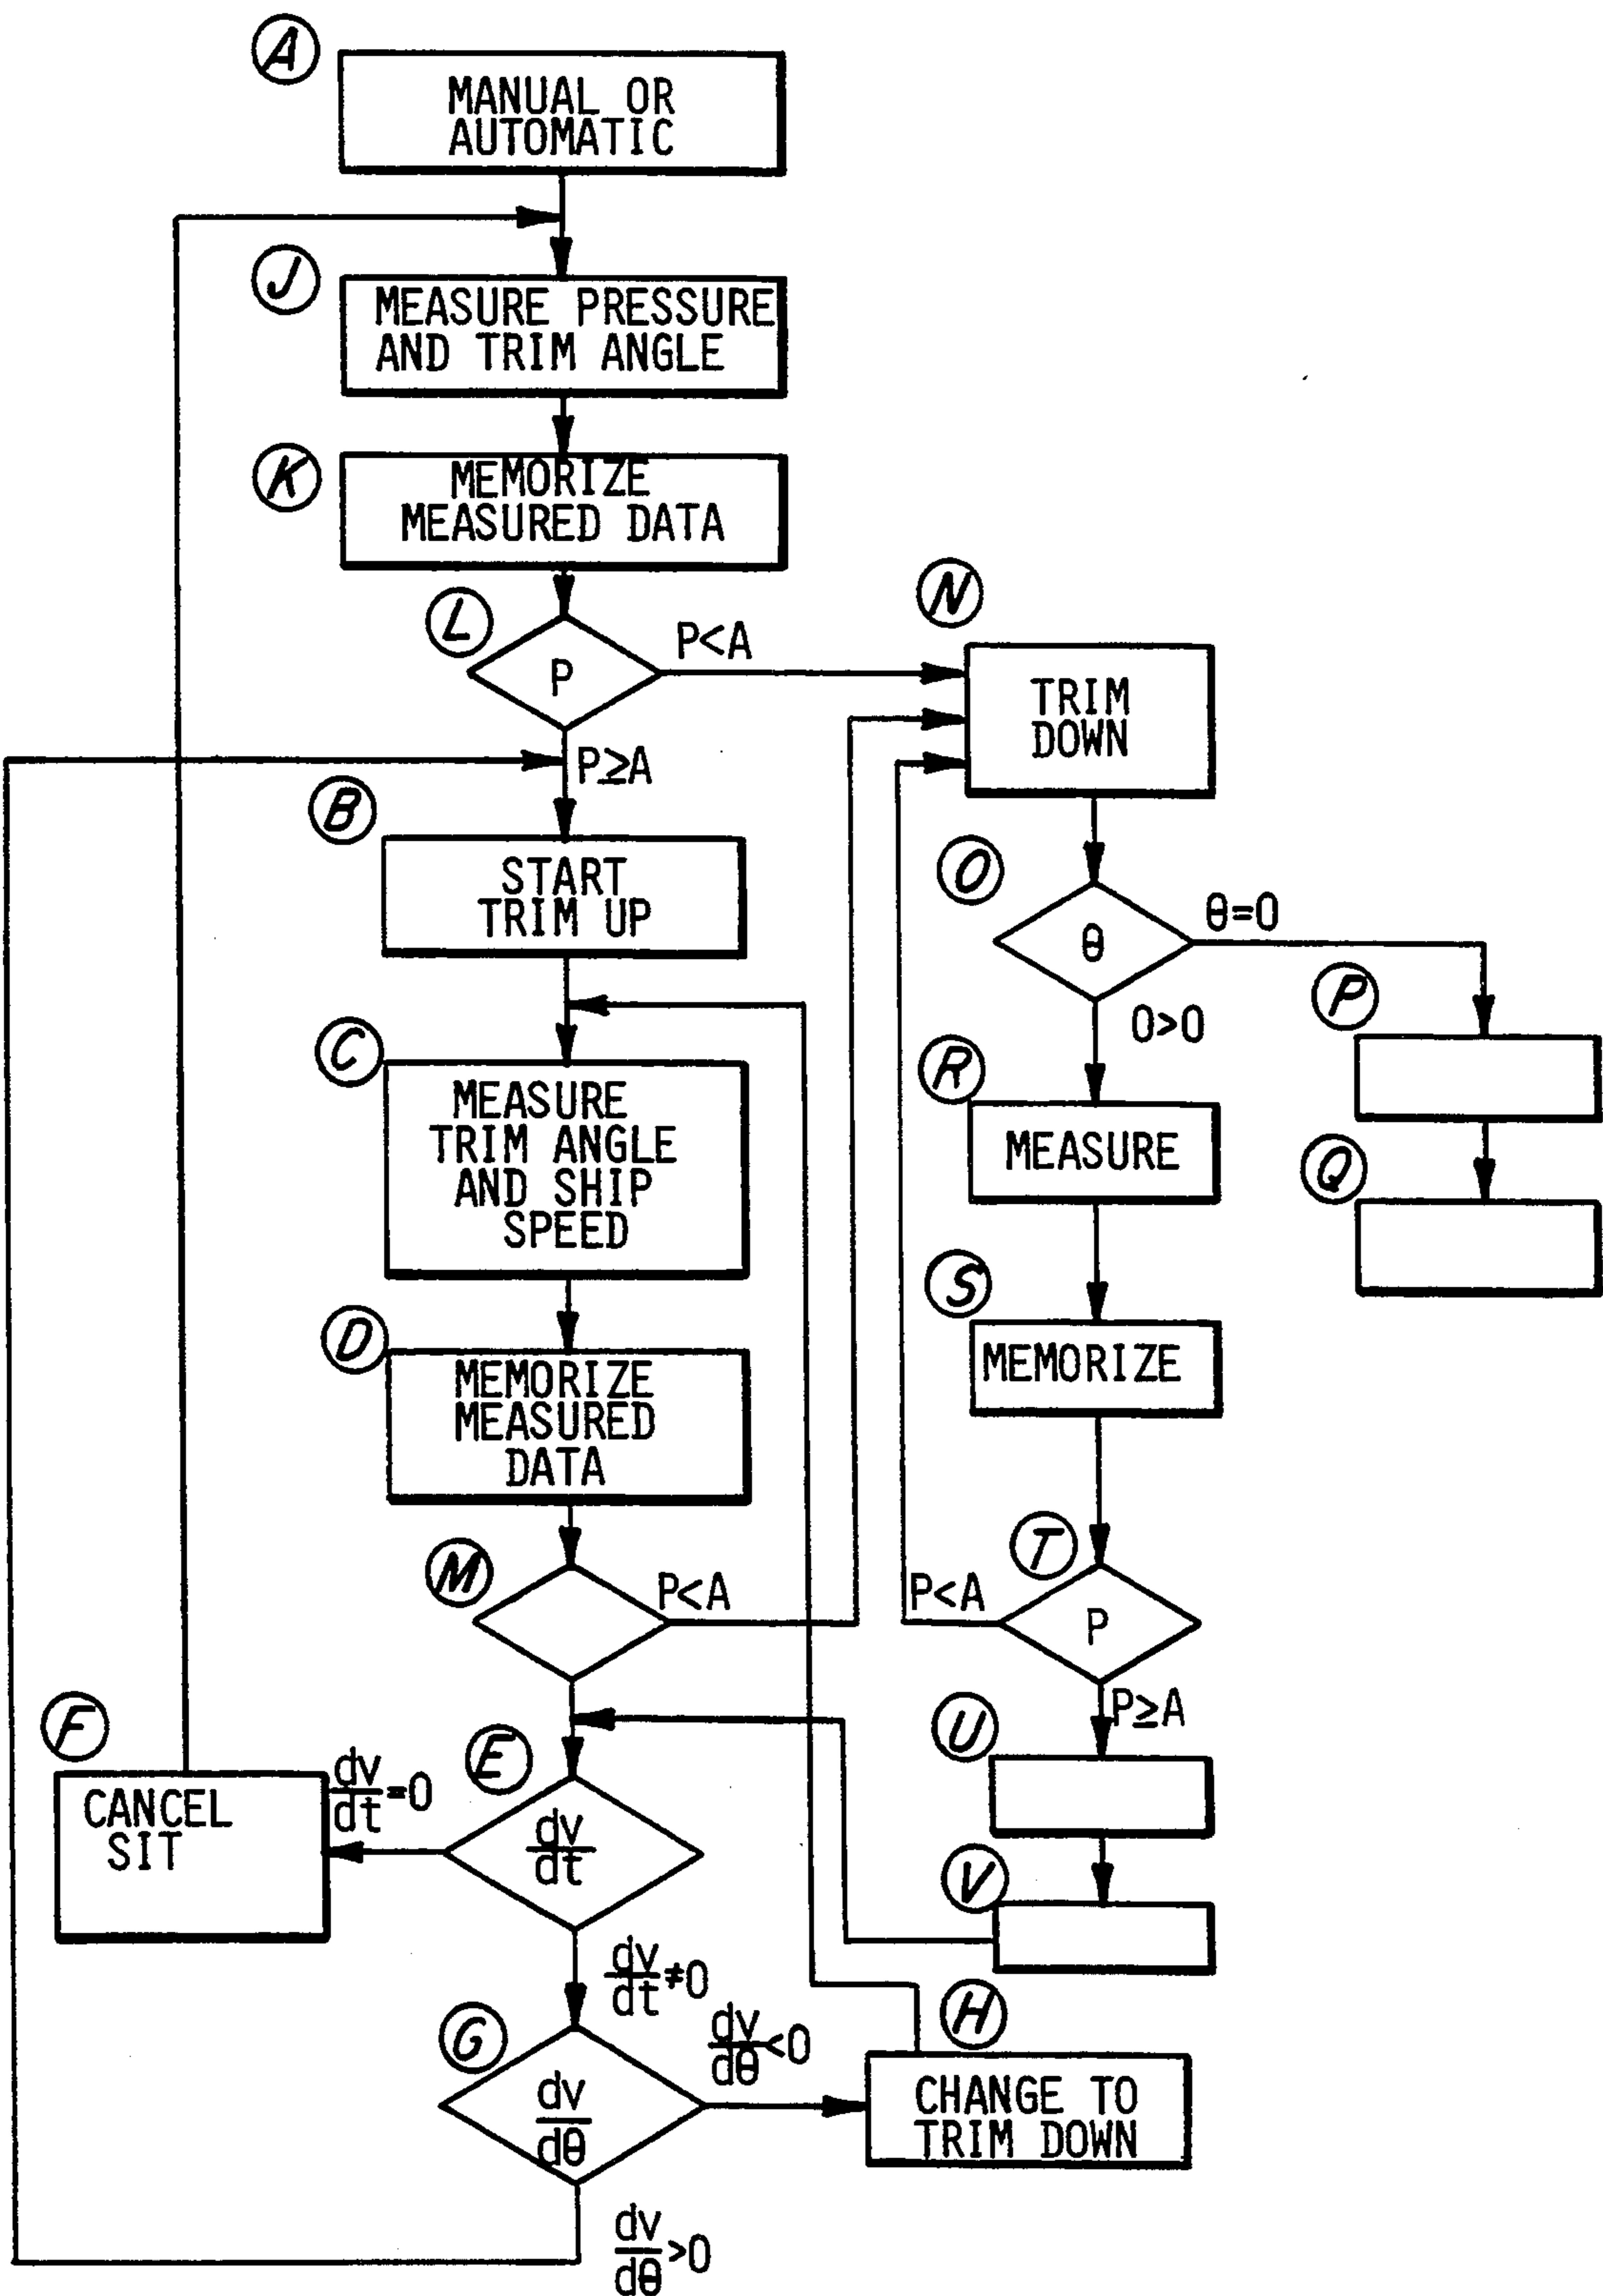 A
MANUAL OR
AUTOMATIC
J
MEASURE PRESSURE
AND TRIM ANGLE
K
MEMORIZE
MEASURED DATA
L
P
P<A
P≥A
N
TRIM
DOWN
B
START
TRIM UP
O
θ
θ=0
0>0
P
Q
C
MEASURE
TRIM ANGLE
AND SHIP
SPEED
R
MEASURE
D
MEMORIZE
MEASURED
DATA
S
MEMORIZE
M
P<A
T
P<A
P
P≥A
U
V
F
CANCEL
SIT
dv/dt=0
E
dv/dt
dv/dt≠0
G
dv/dθ
dv/dθ<0
H
CHANGE TO
TRIM DOWN
dv/dθ>0